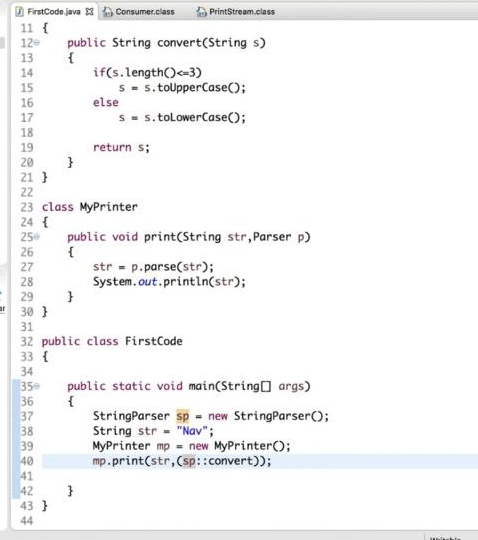 FirstCode.java Consumer.class PrintStream.class
11 {
12 public String convert(String s)
13 {
14 if(s.length()<=3)
15 s = s.toUpperCase();
16 else
17 s = s.toLowerCase();
18
19 return s;
20 }
21 }
22
23 class MyPrinter
24 {
25 public void print(String str,Parser p)
26 {
27 str = p.parse(str);
28 System.out.println(str);
29 }
30 }
31
32 public class FirstCode
33 {
34
35 public static void main(String[] args)
36 {
37 StringParser sp = new StringParser();
38 String str = "Nav";
39 MyPrinter mp = new MyPrinter();
40 mp.print(str,(sp::convert));
41
42 }
43 }
44